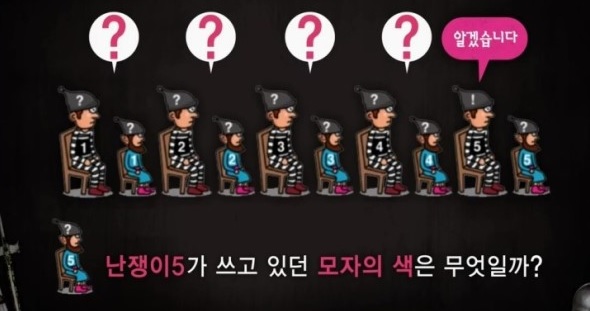 ? ? ? ? 알겠습니다
? ? ? ? ? ? ? ? ! ?
1 1 2 2 3 3 4 4 5 5
?
5
난쟁이5가 쓰고 있던 모자의 색은 무엇일까?